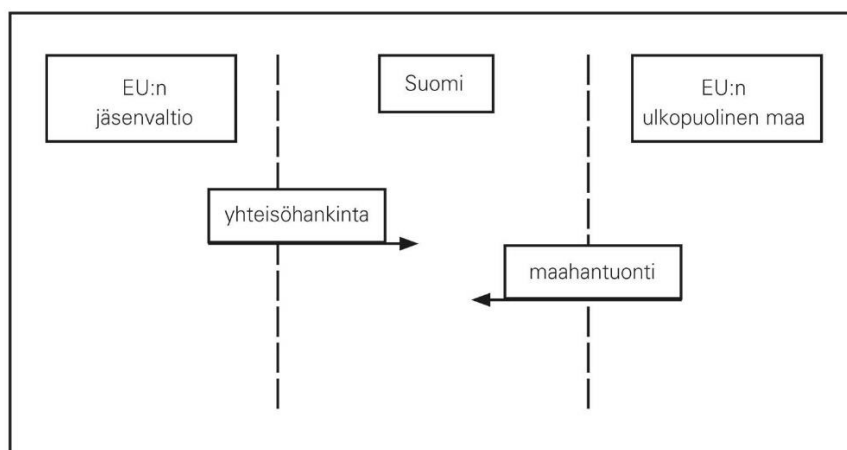 EU:n
jäsenvaltio
Suomi
EU:n
ulkopuolinen maa
yhteisöhankinta
maahantuonti